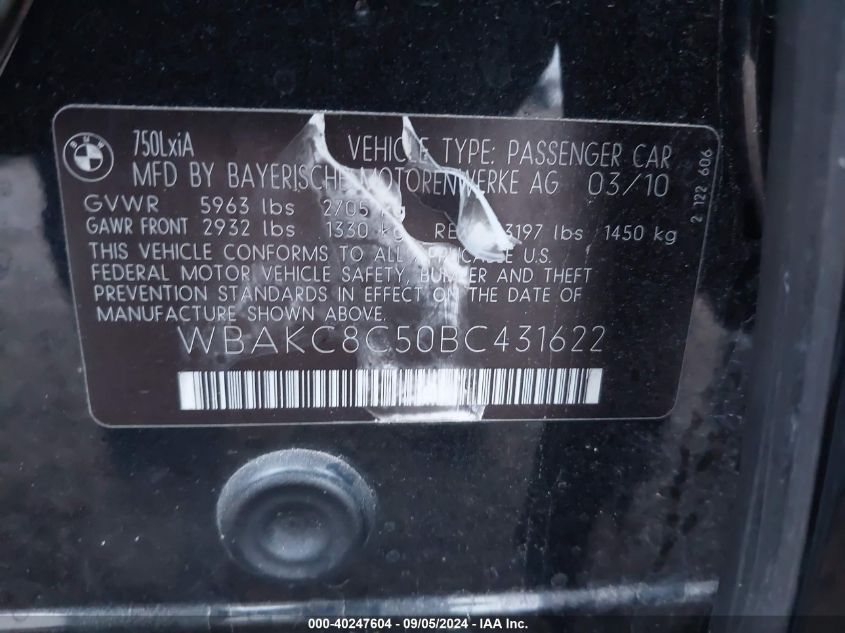 BMW
750LxiA VEHICLE TYPE: PASSENGER CAR
MFD BY BAYERISCHE MOTORENWERKE AG 03/10
GVWR 5963 lbs 2705
GAWR FRONT 2932 lbs 1330 kg 3197 lbs 1450 kg
THIS VEHICLE CONFORMS TO ALL APPLICABLE U.S.
FEDERAL MOTOR VEHICLE SAFETY, BUMPER AND THEFT
PREVENTION STANDARDS IN EFFECT ON THE DATE OF
MANUFACTURE SHOWN ABOVE.
WBAKC8C50BC431622
2 122 606
000-40247604 - 09/05/2024 - IAA Inc.